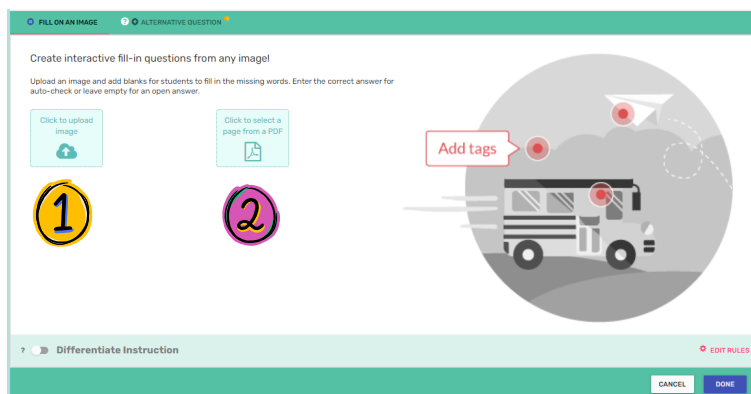 FILL ON AN IMAGE
? ALTERNATIVE QUESTION
Create interactive fill-in questions from any image!
Upload an image and add blanks for students to fill in the missing words. Enter the correct answer for
auto-check or leave empty for an open answer.
Click to upload
image
Click to select a
page from a PDF
1
2
Add tags
? Differentiate Instruction
EDIT RULES
CANCEL
DONE